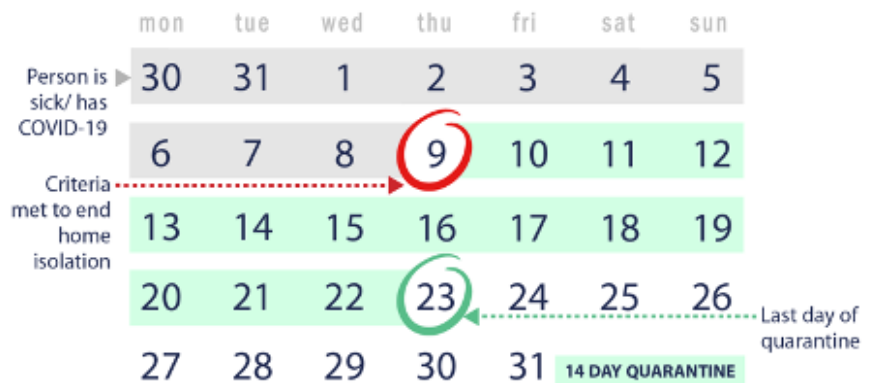 mon tue wed thu fri sat sun
Person is
sick/ has
COVID-19
30 31 1 2 3 4 5
6 7 8 9 10 11 12
Criteria
met to end
home
isolation
13 14 15 16 17 18 19
20 21 22 23 24 25 26
Last day of
quarantine
27 28 29 30 31 14 DAY QUARANTINE